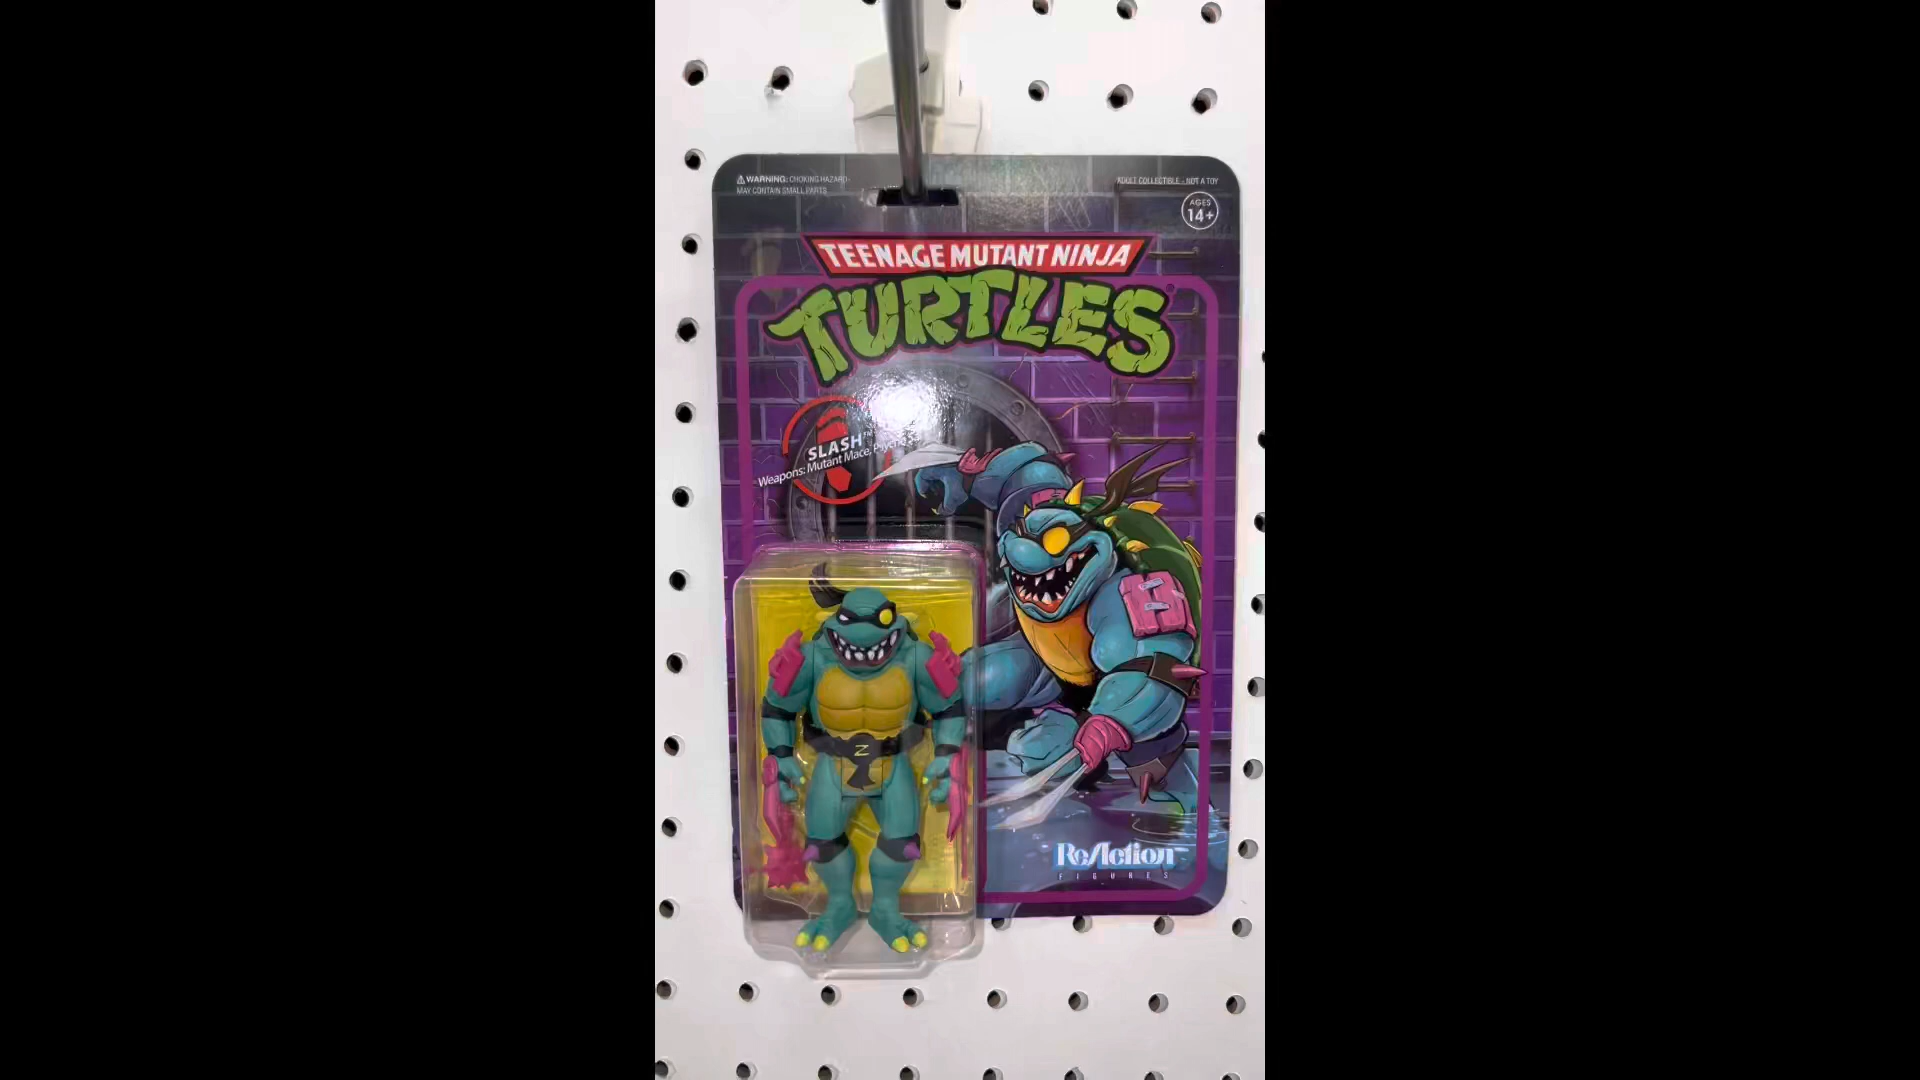 WARNING: CHOKING HAZARD-
MAY CONTAIN SMALL PARTS
ADULT COLLECTIBLE - NOT A TOY
AGES
14+
TEENAGE MUTANT NINJA
TURTLES
SLASH™
Weapons: Mutant Mace,
Z
ReAction
FIGURES